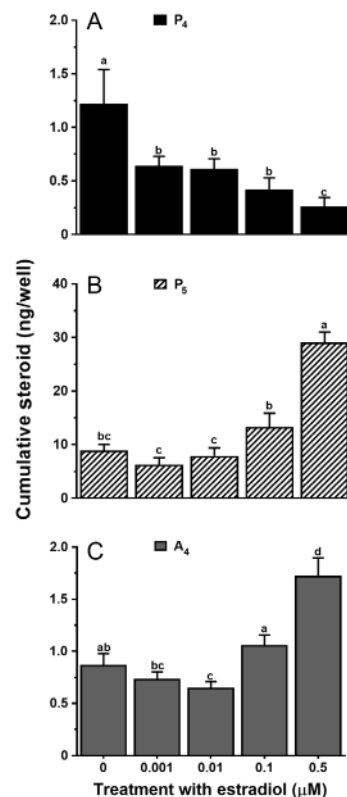 A
P₄
2.0
1.5
1.0
0.5
0
a
b
b
b
c
B
P₅
40
30
20
10
0
bc
c
c
b
a
C
A₄
2.0
1.5
1.0
0.5
0
ab
bc
c
a
d
0 0.001 0.01 0.1 0.5
Treatment with estradiol (μM)
Cumulative steroid (ng/well)